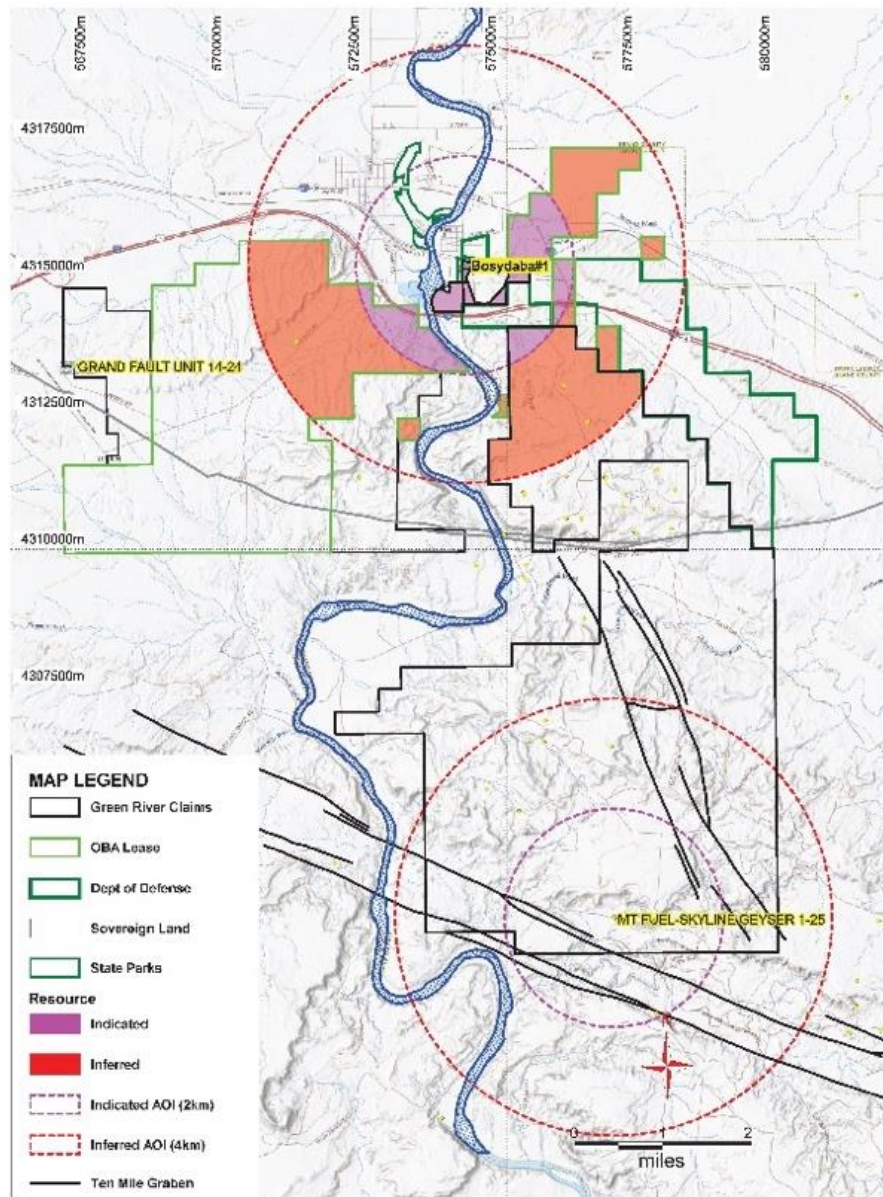 567500m
570000m
572500m
575000m
577500m
580000m
4317500m
4315000m
Bosydaba#1
GRAND FAULT UNIT 14-24
4312500m
4310000m
4307500m
MT FUEL-SKYLINE GEYSER 1-25
MAP LEGEND
Green River Claims
OBA Lease
Dept of Defense
Sovereign Land
State Parks
Resource
Indicated
Inferred
Indicated AOI (2km)
Inferred AOI (4km)
Ten Mile Graben
0 1 2
miles